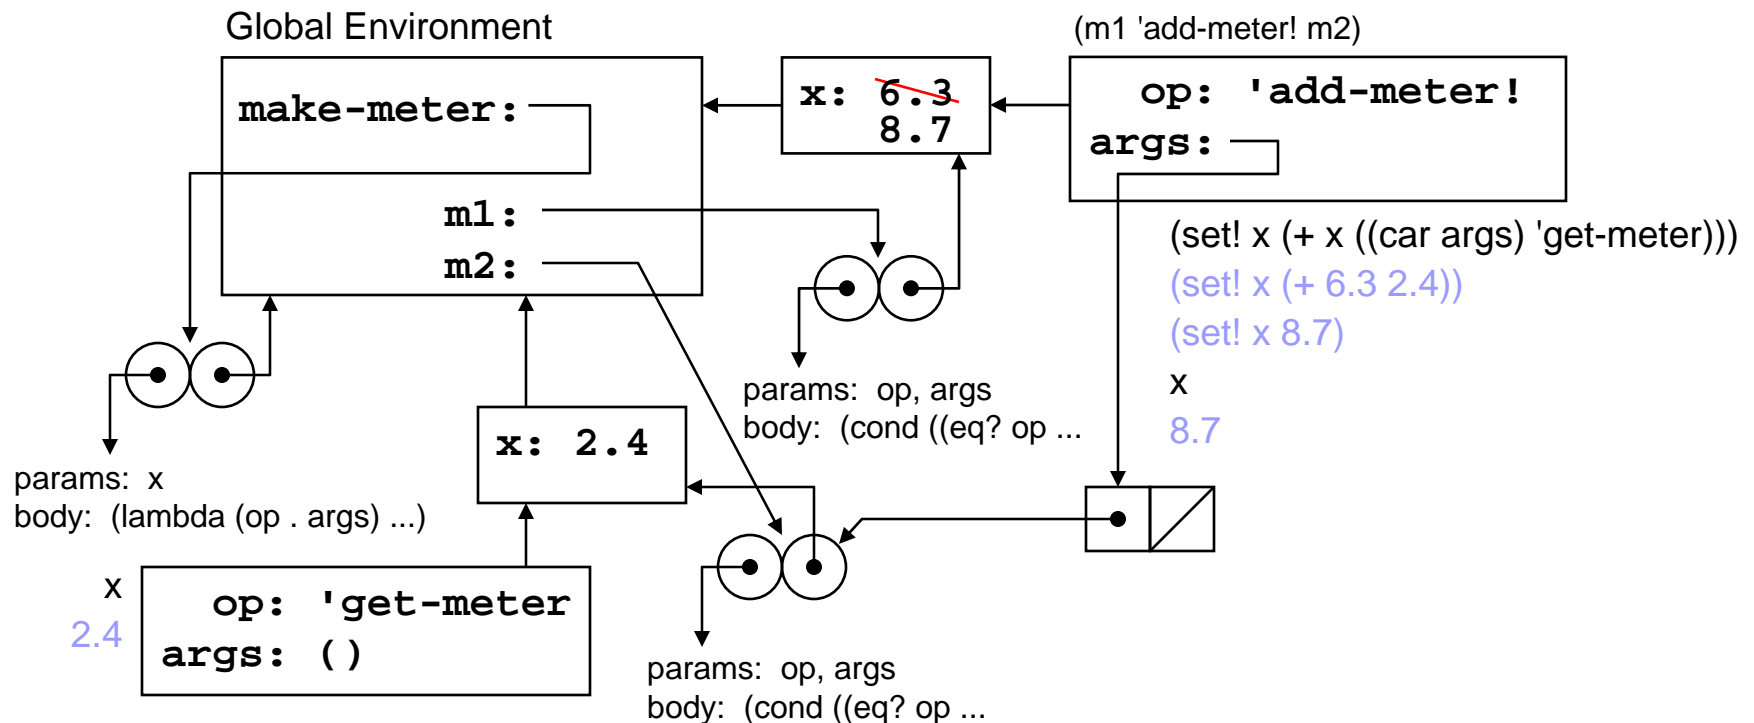 Global Environment
(m1 'add-meter! m2)
make-meter:
m1:
m2:
x: 6.3
8.7
op: 'add-meter!
args:
(set! x (+ x ((car args) 'get-meter)))
(set! x (+ 6.3 2.4))
(set! x 8.7)
x
8.7
params: op, args
body: (cond ((eq? op ...
x: 2.4
params: x
body: (lambda (op . args) ...)
x
2.4
op: 'get-meter
args: ()
params: op, args
body: (cond ((eq? op ...